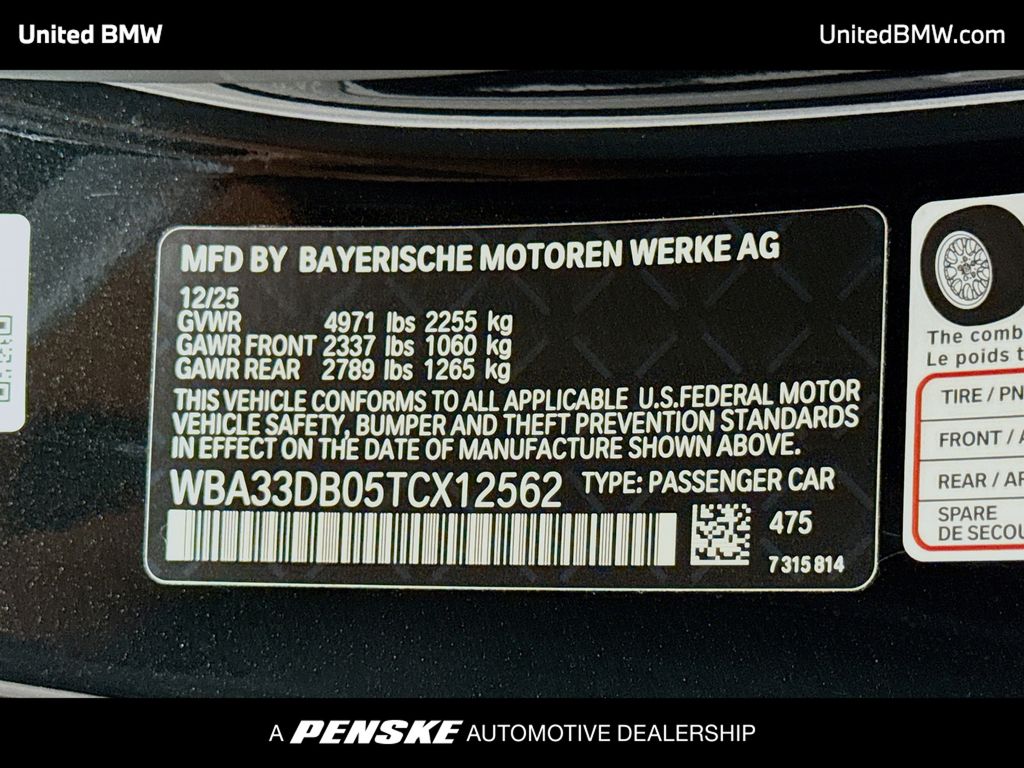 United BMW
UnitedBMW.com
MFD BY BAYERISCHE MOTOREN WERKE AG
12/25
GVWR 4971 lbs 2255 kg
GAWR FRONT 2337 lbs 1060 kg
GAWR REAR 2789 lbs 1265 kg
THIS VEHICLE CONFORMS TO ALL APPLICABLE U.S.FEDERAL MOTOR
VEHICLE SAFETY, BUMPER AND THEFT PREVENTION STANDARDS
IN EFFECT ON THE DATE OF MANUFACTURE SHOWN ABOVE.
WBA33DB05TCX12562 TYPE: PASSENGER CAR
475
7 315 814
The comb
Le poids t
TIRE / PN
FRONT / A
REAR / AR
SPARE
DE SECOU
A PENSKE AUTOMOTIVE DEALERSHIP